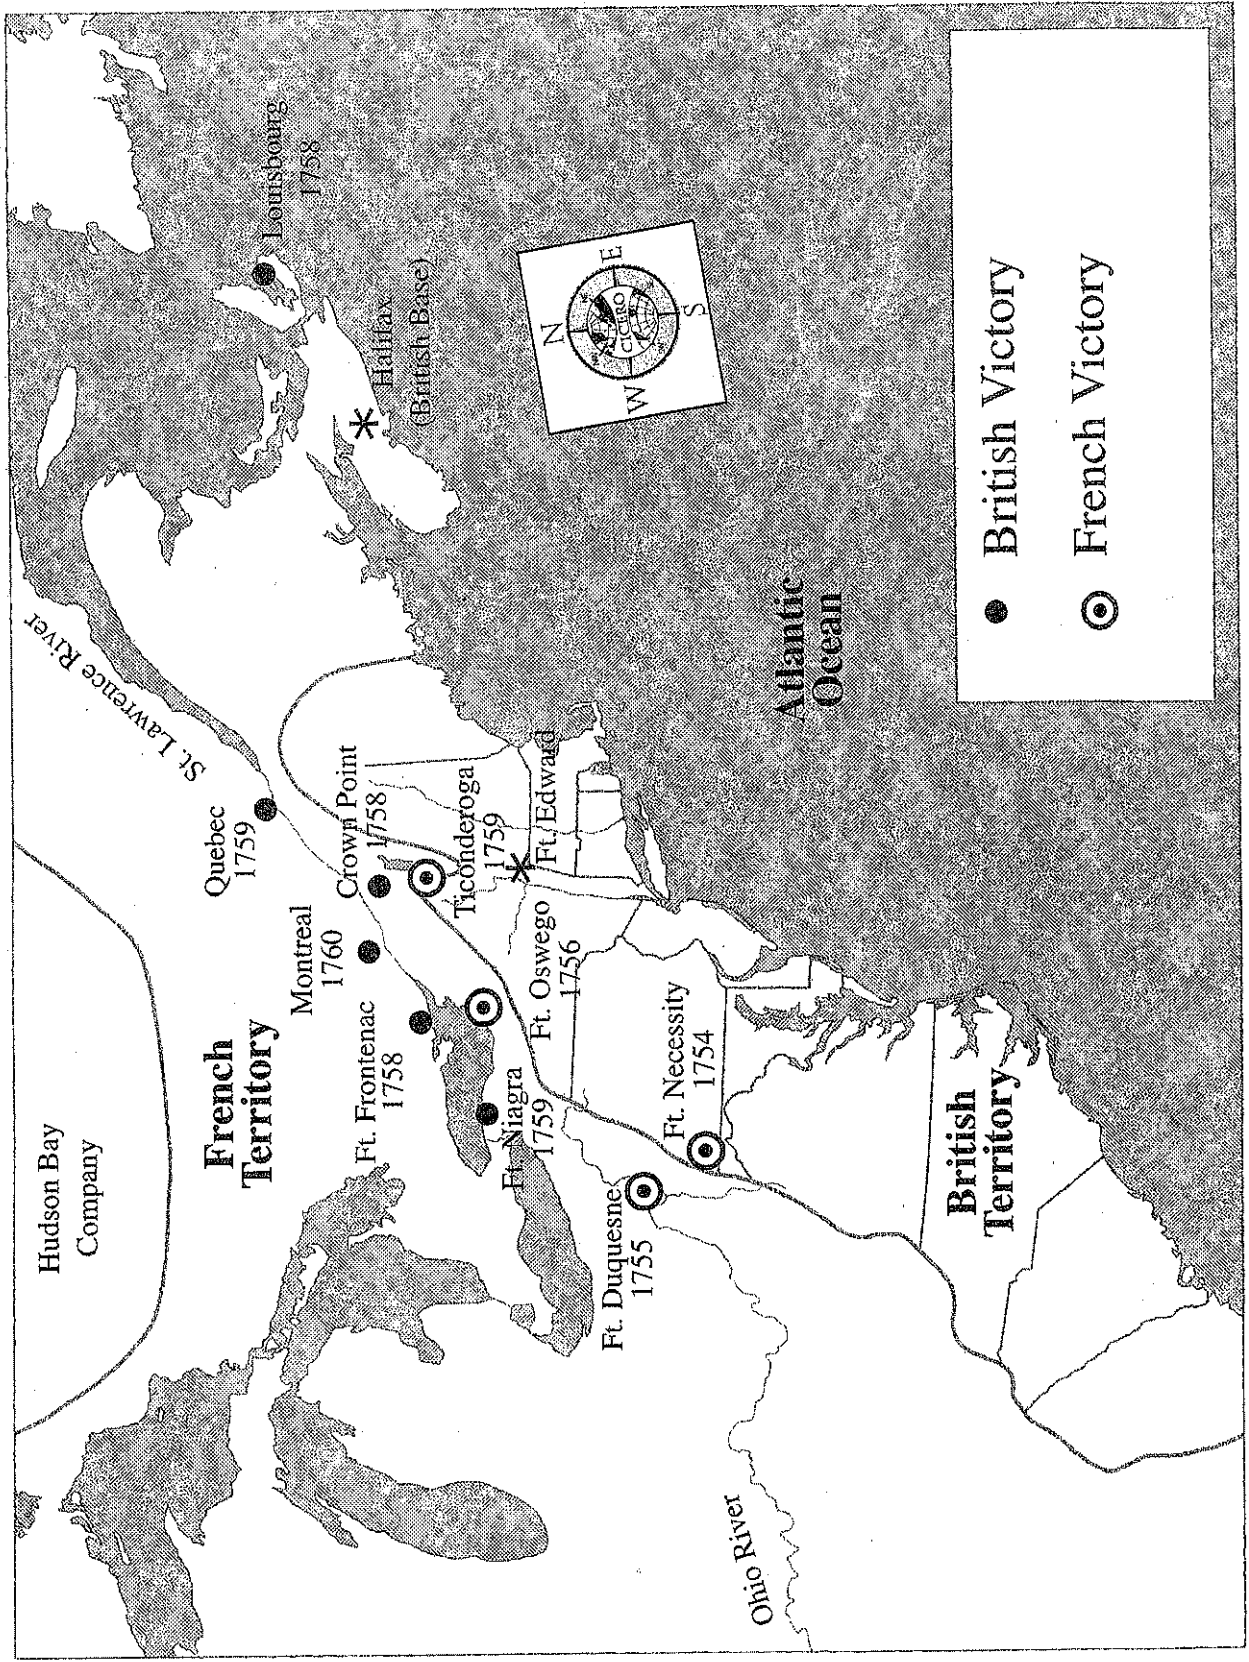 Hudson Bay
Company
French
Territory
St. Lawrence River
Quebec
1759
Montreal
1760
Crown Point
1758
Ticonderoga
1759
Ft. Edward
Louisbourg
1758
Halifax
(British Base)
Ft. Frontenac
1758
Ft. Oswego
1756
Ft. Niagra
1759
Ft. Necessity
1754
Ft. Duquesne
1755
Ohio River
British
Territory
Atlantic
Ocean
N
W
E
S
CICERO
British Victory
French Victory